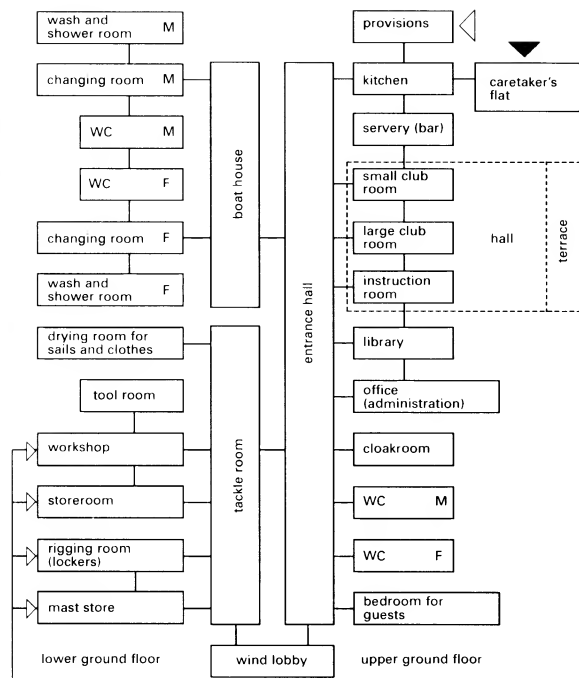 wash and
shower room M
changing room M
WC M
WC F
changing room F
wash and
shower room F
drying room for
sails and clothes
tool room
workshop
storeroom
rigging room
(lockers)
mast store
lower ground floor
boat house
tackle room
wind lobby
entrance hall
provisions
kitchen
caretaker's
flat
servery (bar)
small club
room
large club
room
instruction
room
hall
terrace
library
office
(administration)
cloakroom
WC M
WC F
bedroom for
guests
upper ground floor